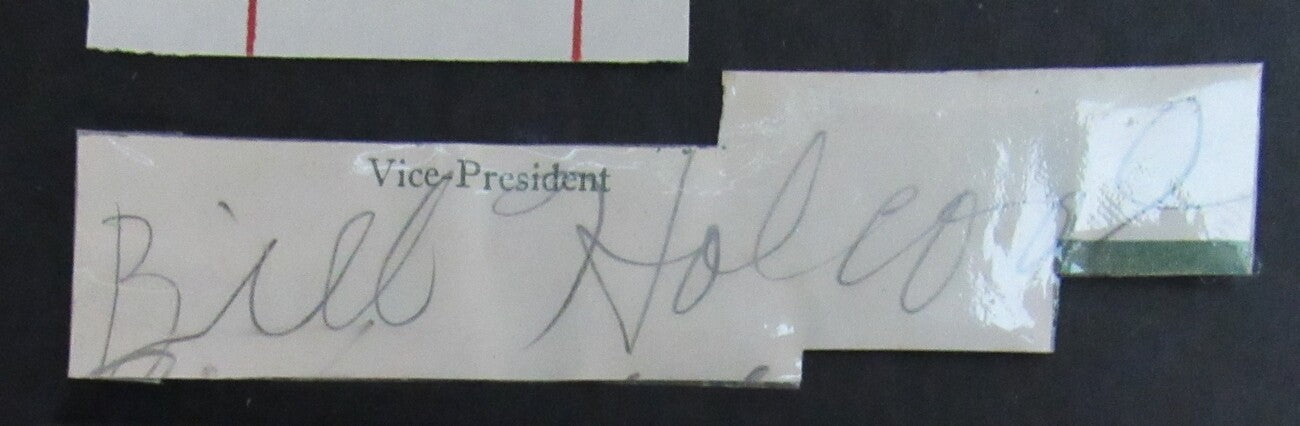 Vice-President
Bill Holcomb